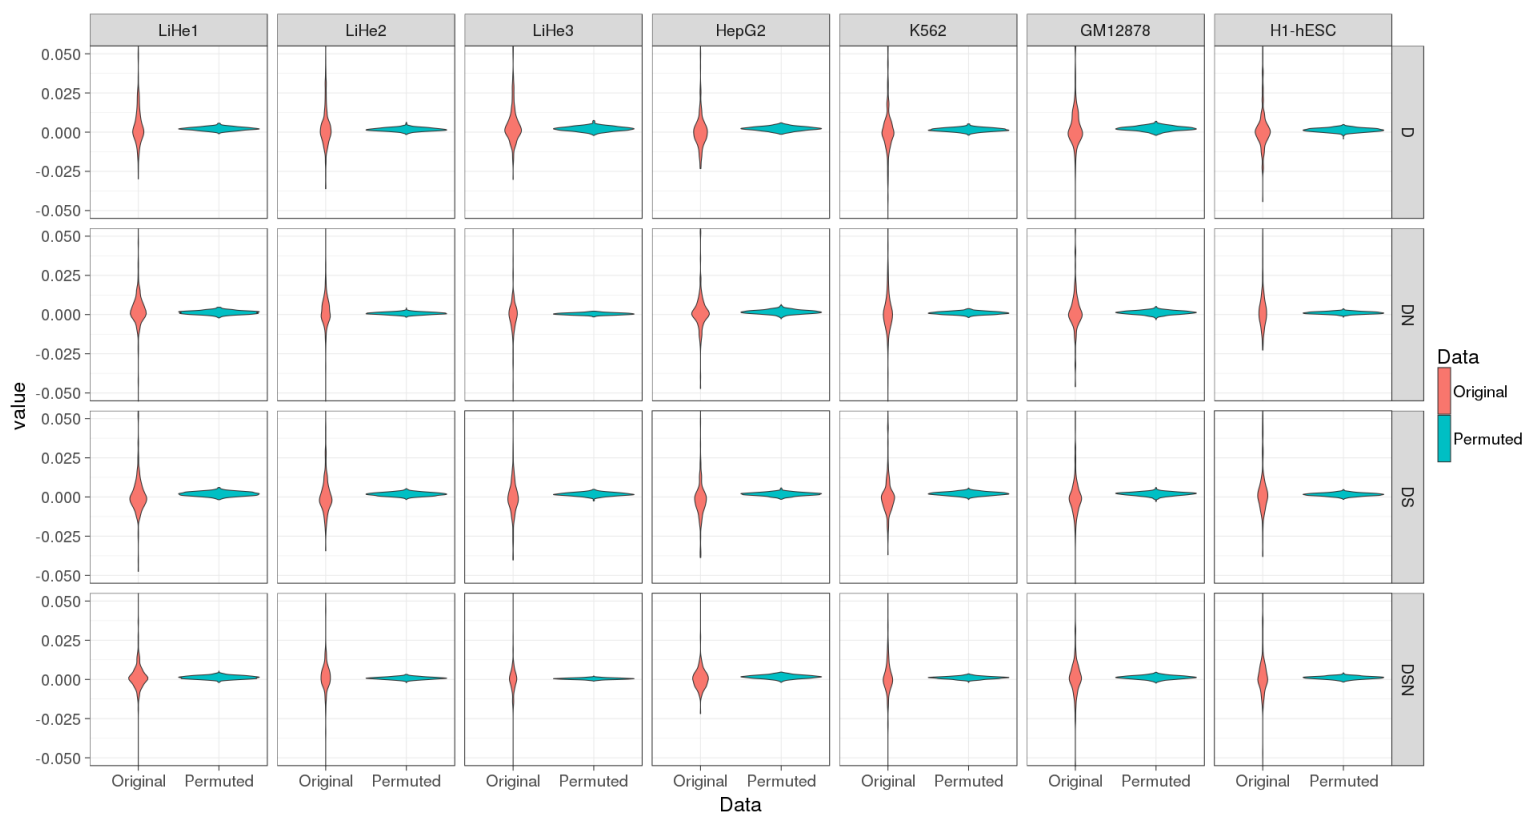 LiHe1 LiHe2 LiHe3 HepG2 K562 GM12878 H1-hESC
0.050
0.025
0.000
-0.025
-0.050
D
0.050
0.025
0.000
-0.025
-0.050
DN
0.050
0.025
0.000
-0.025
-0.050
DS
0.050
0.025
0.000
-0.025
-0.050
DSN
value
Original Permuted Original Permuted Original Permuted Original Permuted Original Permuted Original Permuted Original Permuted
Data
Data
Original
Permuted